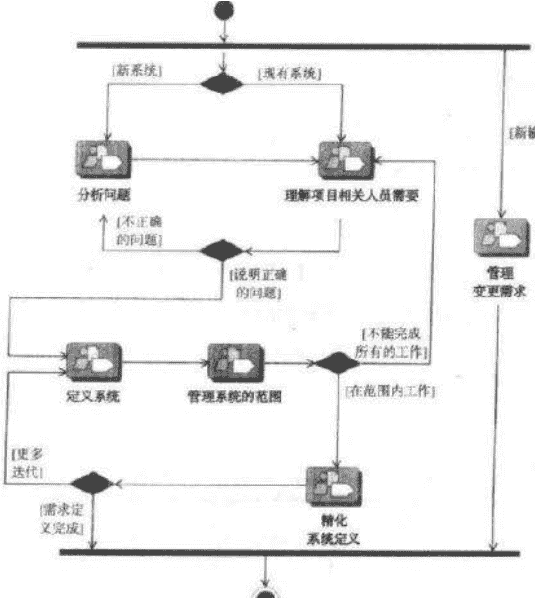 [新系统]
[现有系统]
[新输
分析问题
理解项目相关人员需要
[不正确
的问题]
管理
变更需求
[说明正确
的问题]
[不能完成
所有的工作]
定义系统
管理系统的范围
[在范围内工作]
[更多
迭代]
[需求定
义完成]
精化
系统定义